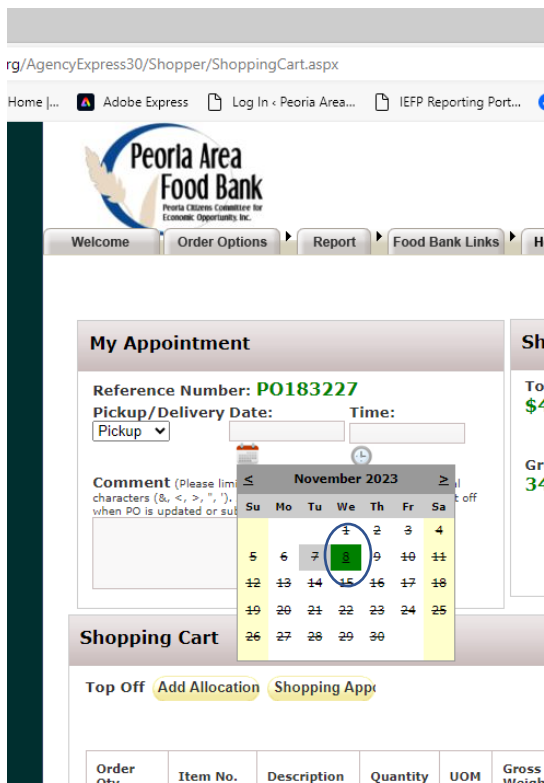 rg/AgencyExpress30/Shopper/ShoppingCart.aspx
Home |... Adobe Express Log In ‹ Peoria Area... IEFP Reporting Port...
Peoria Area
Food Bank
Peoria Citizens Committee for
Economic Opportunity, Inc.
Welcome Order Options Report Food Bank Links H
My Appointment Sh
Reference Number: PO183227 To
Pickup/Delivery Date: Time: $4
Pickup
Gr
34
Comment (Please limi al
characters (&, <, >, ", '). t off
when PO is updated or sub
< November 2023 >
Su Mo Tu We Th Fr Sa
1 2 3 4
5 6 7 8 9 10 11
12 13 14 15 16 17 18
19 20 21 22 23 24 25
26 27 28 29 30
Shopping Cart
Top Off Add Allocation Shopping App
Order Item No. Description Quantity UOM Gross
Qty Weigh